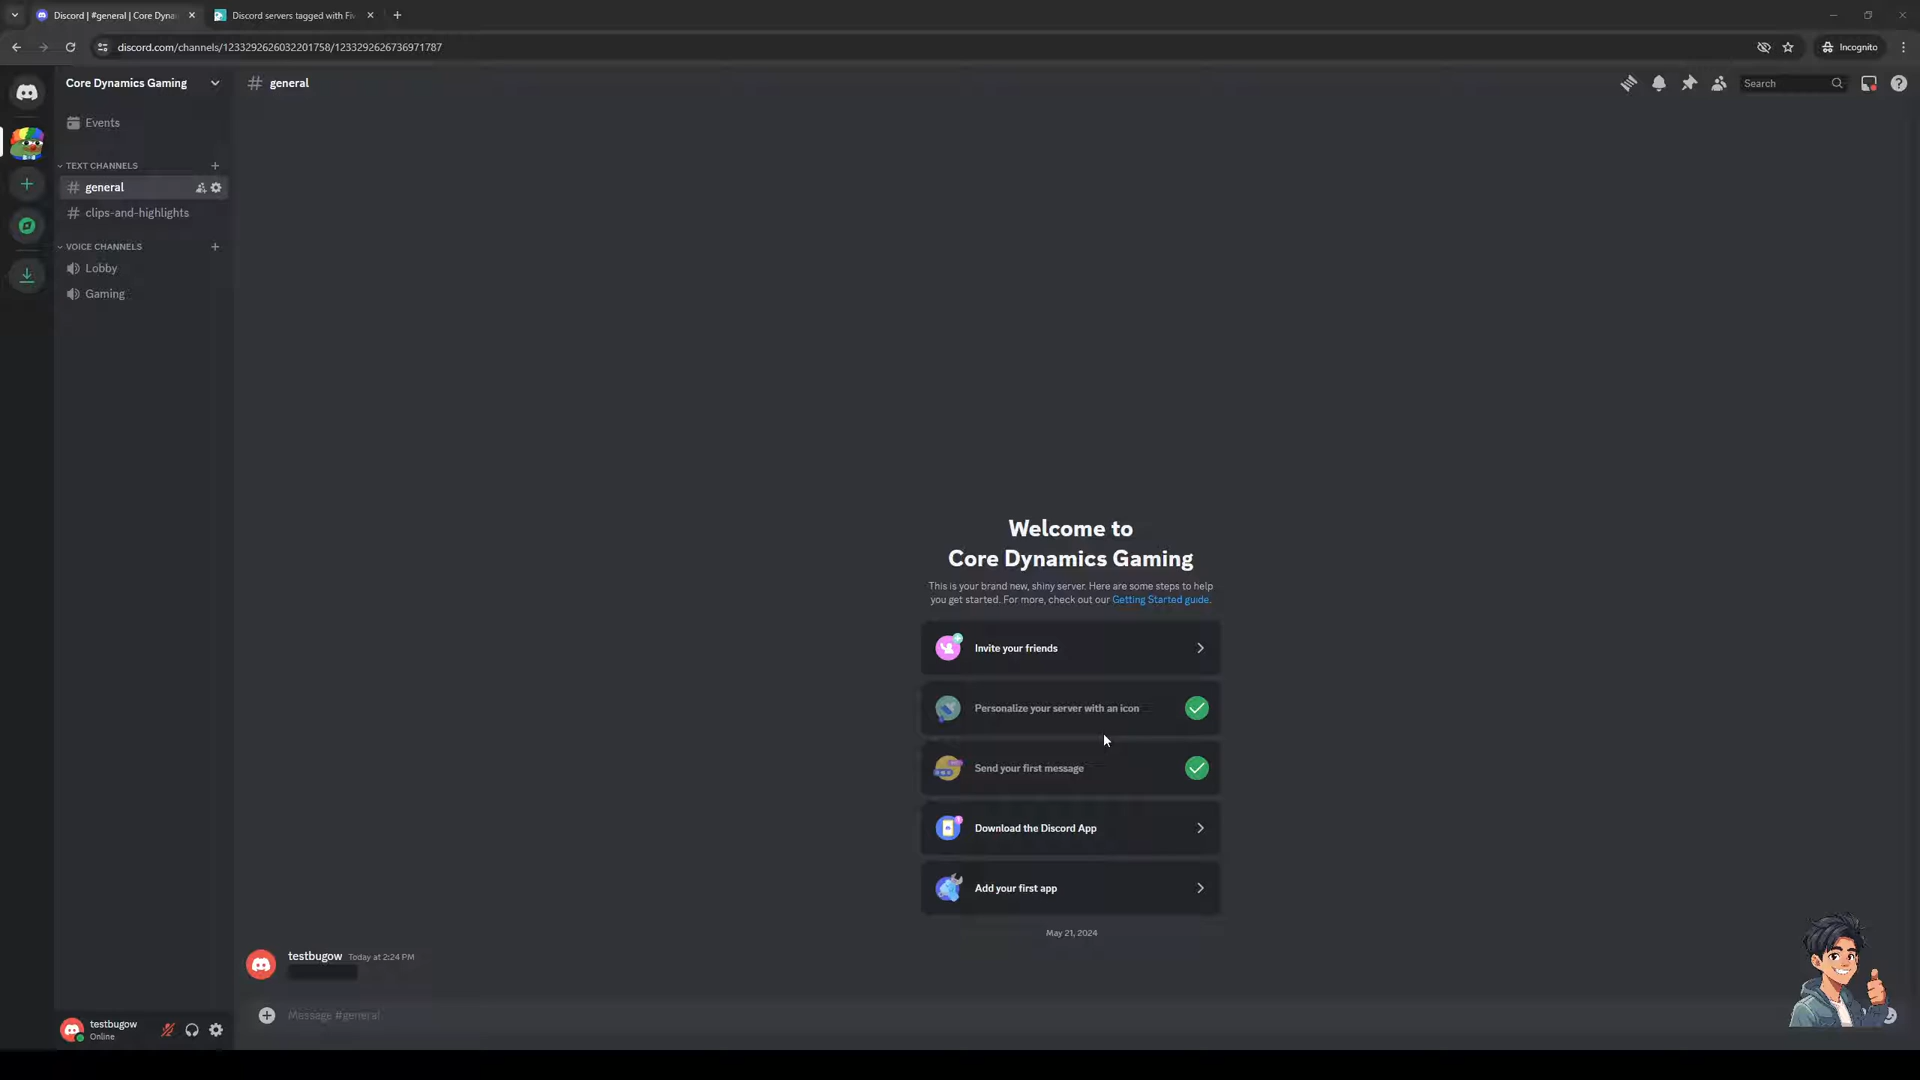 Discord | #general | Core Dyna
Discord servers tagged with Fiv
discord.com/channels/1233292626032201758/1233292626736971787
Incognito
Core Dynamics Gaming
general
Search
Events
TEXT CHANNELS
general
clips-and-highlights
VOICE CHANNELS
Lobby
Gaming
Welcome to
Core Dynamics Gaming
This is your brand new, shiny server. Here are some steps to help
you get started. For more, check out our Getting Started guide.
Invite your friends
Personalize your server with an icon
Send your first message
Download the Discord App
Add your first app
May 21, 2024
testbugow Today at 2:24 PM
Message #general
testbugow
Online